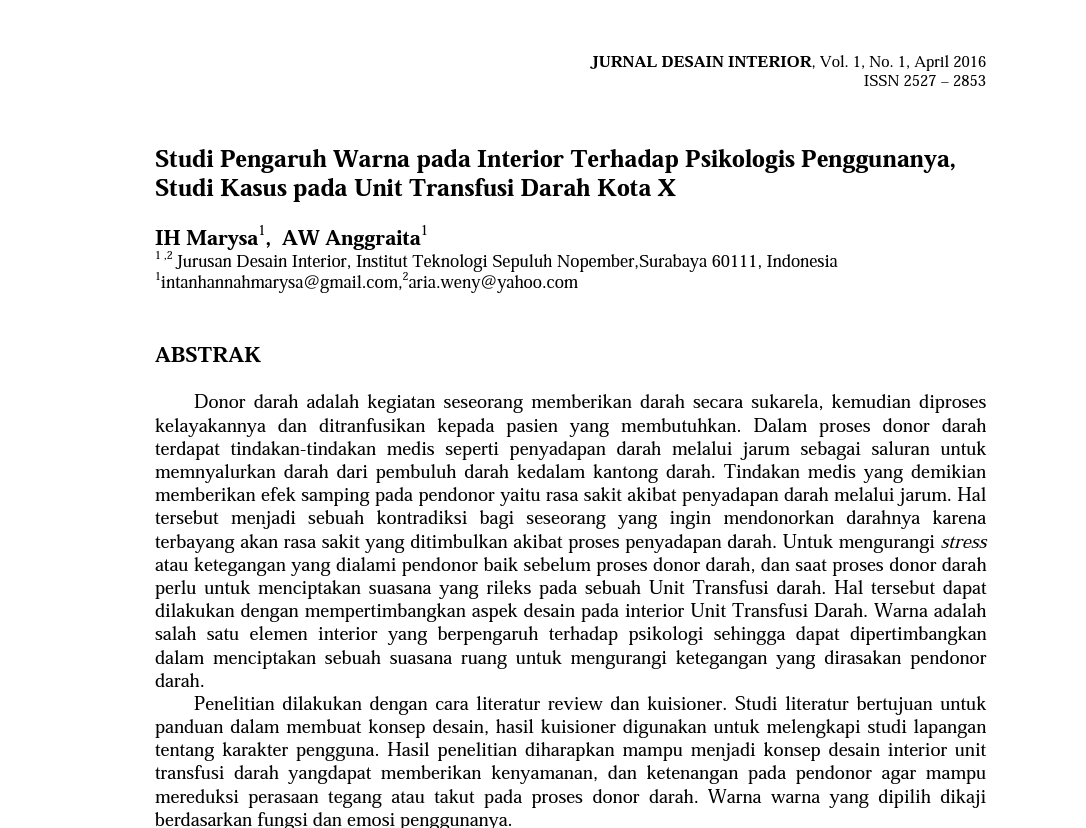 JURNAL DESAIN INTERIOR, Vol. 1, No. 1, April 2016
ISSN 2527 – 2853
Studi Pengaruh Warna pada Interior Terhadap Psikologis Penggunanya,
Studi Kasus pada Unit Transfusi Darah Kota X
IH Marysa1, AW Anggraita1
1 ,2 Jurusan Desain Interior, Institut Teknologi Sepuluh Nopember,Surabaya 60111, Indonesia
1intanhannahmarysa@gmail.com,2aria.weny@yahoo.com
ABSTRAK
Donor darah adalah kegiatan seseorang memberikan darah secara sukarela, kemudian diproses
kelayakannya dan ditranfusikan kepada pasien yang membutuhkan. Dalam proses donor darah
terdapat tindakan-tindakan medis seperti penyadapan darah melalui jarum sebagai saluran untuk
memnyalurkan darah dari pembuluh darah kedalam kantong darah. Tindakan medis yang demikian
memberikan efek samping pada pendonor yaitu rasa sakit akibat penyadapan darah melalui jarum. Hal
tersebut menjadi sebuah kontradiksi bagi seseorang yang ingin mendonorkan darahnya karena
terbayang akan rasa sakit yang ditimbulkan akibat proses penyadapan darah. Untuk mengurangi stress
atau ketegangan yang dialami pendonor baik sebelum proses donor darah, dan saat proses donor darah
perlu untuk menciptakan suasana yang rileks pada sebuah Unit Transfusi darah. Hal tersebut dapat
dilakukan dengan mempertimbangkan aspek desain pada interior Unit Transfusi Darah. Warna adalah
salah satu elemen interior yang berpengaruh terhadap psikologi sehingga dapat dipertimbangkan
dalam menciptakan sebuah suasana ruang untuk mengurangi ketegangan yang dirasakan pendonor
darah.
Penelitian dilakukan dengan cara literatur review dan kuisioner. Studi literatur bertujuan untuk
panduan dalam membuat konsep desain, hasil kuisioner digunakan untuk melengkapi studi lapangan
tentang karakter pengguna. Hasil penelitian diharapkan mampu menjadi konsep desain interior unit
transfusi darah yangdapat memberikan kenyamanan, dan ketenangan pada pendonor agar mampu
mereduksi perasaan tegang atau takut pada proses donor darah. Warna warna yang dipilih dikaji
berdasarkan fungsi dan emosi penggunanya.